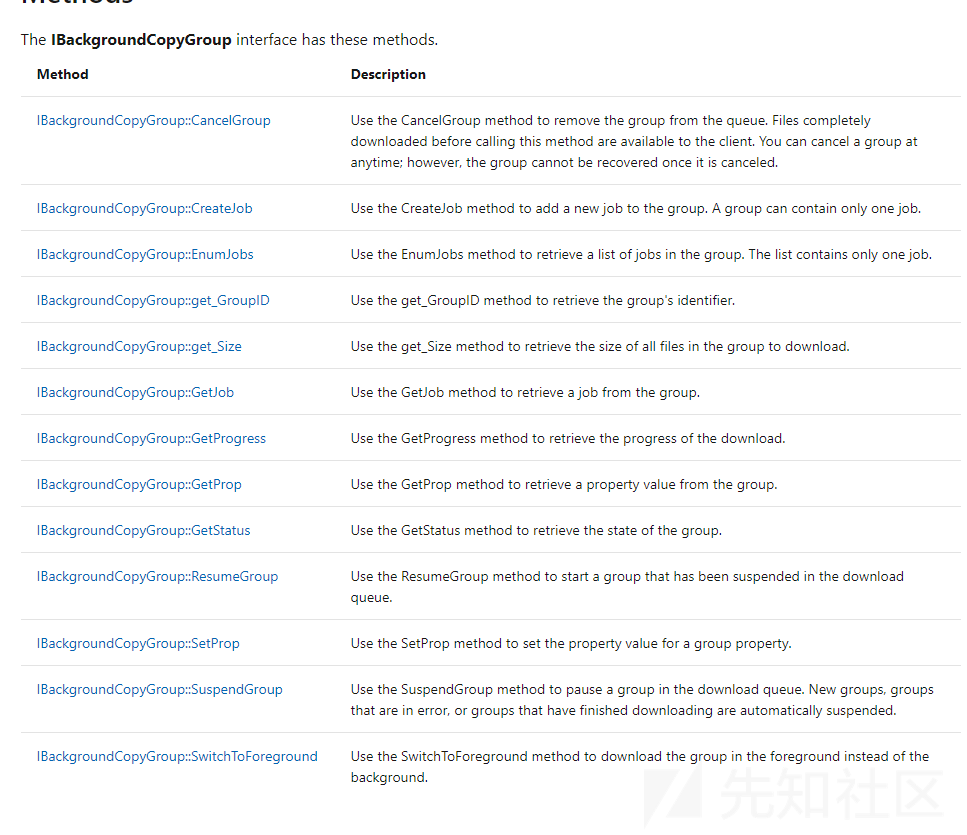 Methods
The IBackgroundCopyGroup interface has these methods.
Method Description
IBackgroundCopyGroup::CancelGroup Use the CancelGroup method to remove the group from the queue. Files completely
downloaded before calling this method are available to the client. You can cancel a group at
anytime; however, the group cannot be recovered once it is canceled.
IBackgroundCopyGroup::CreateJob Use the CreateJob method to add a new job to the group. A group can contain only one job.
IBackgroundCopyGroup::EnumJobs Use the EnumJobs method to retrieve a list of jobs in the group. The list contains only one job.
IBackgroundCopyGroup::get_GroupID Use the get_GroupID method to retrieve the group's identifier.
IBackgroundCopyGroup::get_Size Use the get_Size method to retrieve the size of all files in the group to download.
IBackgroundCopyGroup::GetJob Use the GetJob method to retrieve a job from the group.
IBackgroundCopyGroup::GetProgress Use the GetProgress method to retrieve the progress of the download.
IBackgroundCopyGroup::GetProp Use the GetProp method to retrieve a property value from the group.
IBackgroundCopyGroup::GetStatus Use the GetStatus method to retrieve the state of the group.
IBackgroundCopyGroup::ResumeGroup Use the ResumeGroup method to start a group that has been suspended in the download
queue.
IBackgroundCopyGroup::SetProp Use the SetProp method to set the property value for a group property.
IBackgroundCopyGroup::SuspendGroup Use the SuspendGroup method to pause a group in the download queue. New groups, groups
that are in error, or groups that have finished downloading are automatically suspended.
IBackgroundCopyGroup::SwitchToForeground Use the SwitchToForeground method to download the group in the foreground instead of the
background.
先知社区